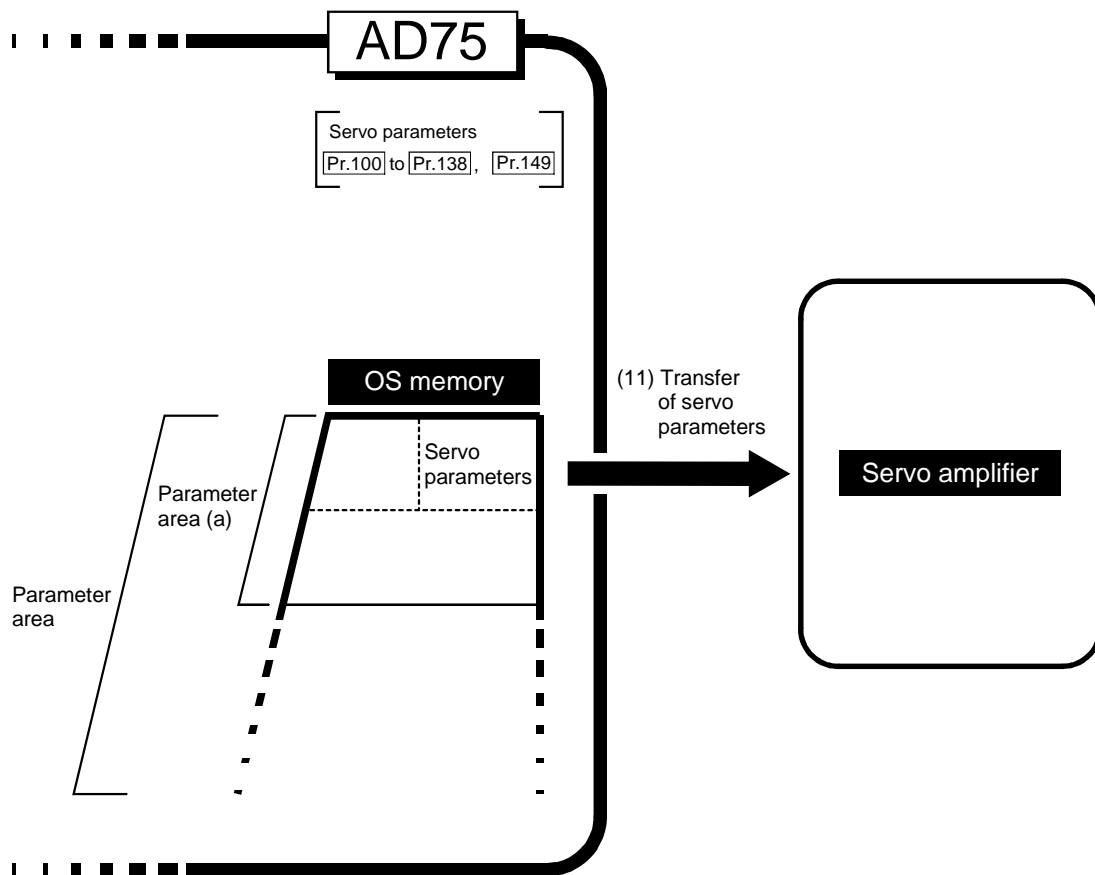 AD75
Servo parameters
Pr.100 to Pr.138 , Pr.149
OS memory
(11) Transfer
of servo
parameters
Servo
parameters
Servo amplifier
Parameter
area (a)
Parameter
area